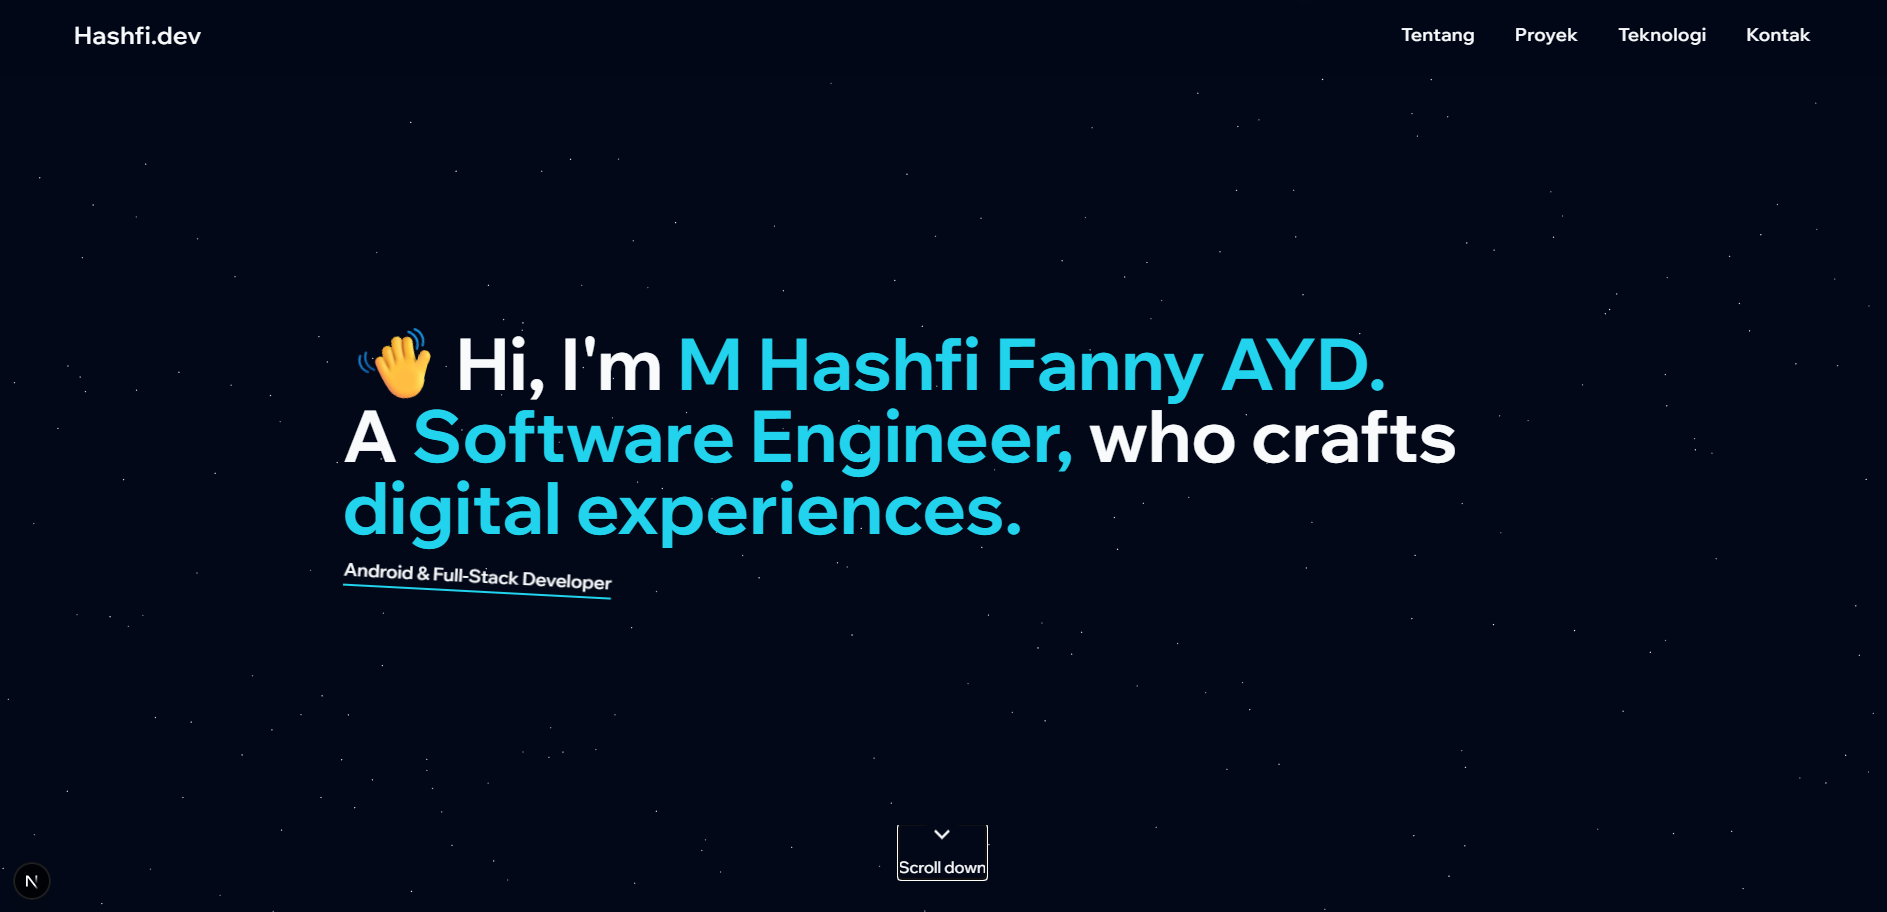 Hashfi.dev
Tentang Proyek Teknologi Kontak
👋 Hi, I'm M Hashfi Fanny AYD.
A Software Engineer, who crafts
digital experiences.
Android & Full-Stack Developer
Scroll down
N